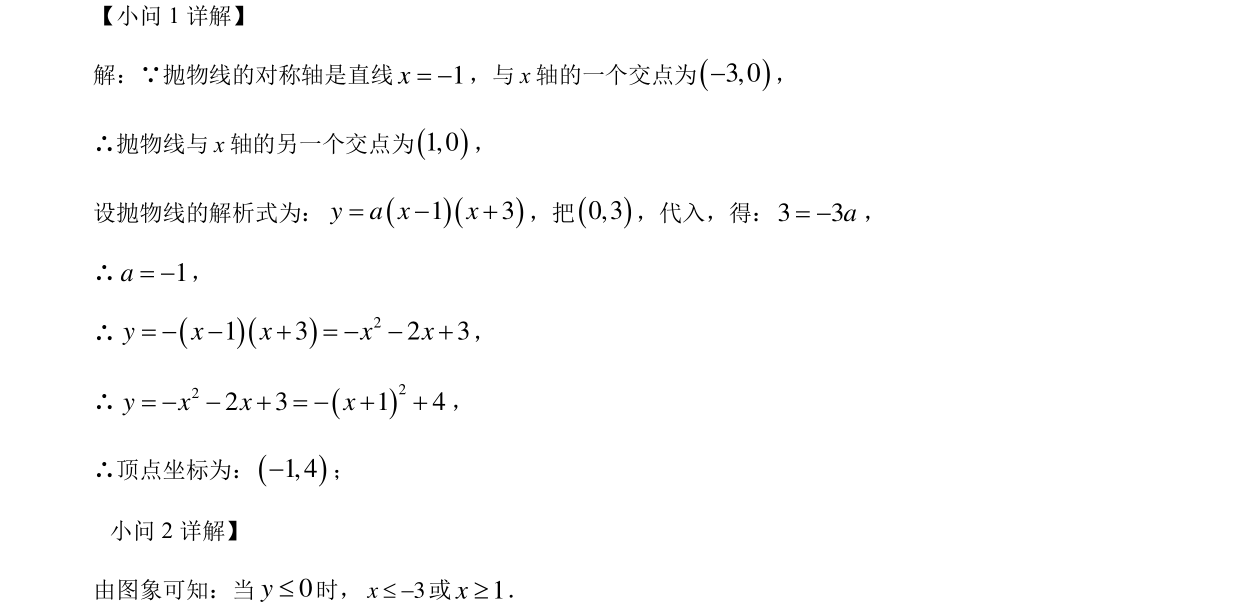 【小问 1 详解】
解：∵抛物线的对称轴是直线 x = −1，与 x 轴的一个交点为(−3,0)，
∴抛物线与 x 轴的另一个交点为(1,0)，
设抛物线的解析式为： y = a(x−1)(x+3)，把(0,3)，代入，得：3 = −3a，
∴ a = −1，
∴ y = −(x−1)(x+3) = −x² − 2x + 3，
∴ y = −x² − 2x + 3 = −(x+1)² + 4，
∴顶点坐标为：(−1,4)；
小问 2 详解】
由图象可知：当 y ≤ 0 时， x ≤ −3 或 x ≥ 1．